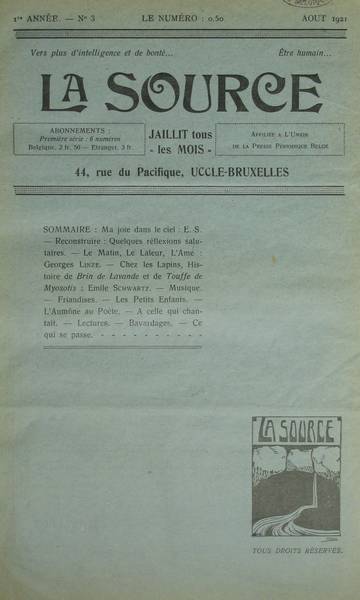 1re ANNÉE. — No 3
LE NUMÉRO : 0.50
AOUT 1921
Vers plus d'intelligence et de bonté...
Être humain...
LA SOURCE
ABONNEMENTS :
Première série : 6 numéros
Belgique, 2 fr. 50 — Etranger, 3 fr.
JAILLIT tous
- les MOIS -
AFFILIÉE A L'UNION
DE LA PRESSE PÉRIODIQUE BELGE
44, rue du Pacifique, UCCLE-BRUXELLES
SOMMAIRE : Ma joie dans le ciel : E. S.
— Reconstruire : Quelques réflexions salu-
taires. — Le Matin, Le Lâleur, L'Amé :
Georges LINZE. — Chez les Lapins, His-
toire de Brin de Lavande et de Touffe de
Myosotis : Emile SCHWARTZ. — Musique.
— Friandises. — Les Petits Enfants. —
L'Aumône au Poète. — A celle qui chan-
tait. — Lectures. — Bavardages. — Ce
qui se passe. - - - - - - - - - -
LA SOURCE
TOUS DROITS RÉSERVÉS.